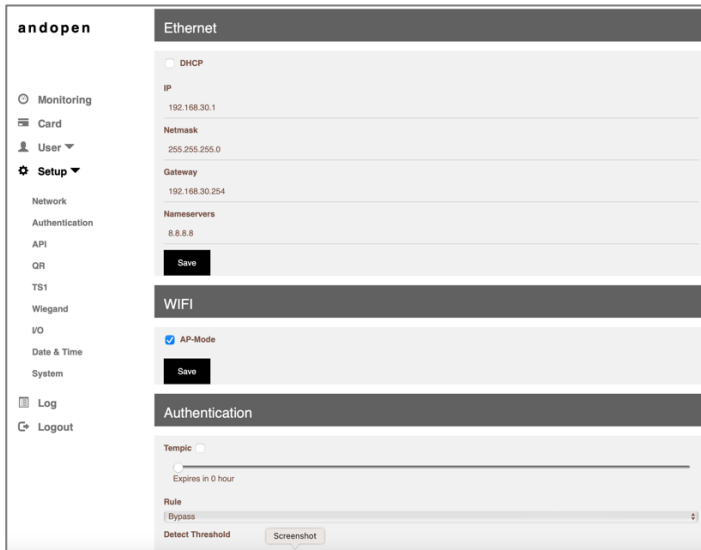 andopen
Monitoring
Card
User
Setup
Network
Authentication
API
QR
TS1
Wiegand
I/O
Date & Time
System
Log
Logout
Ethernet
DHCP
IP
192.168.30.1
Netmask
255.255.255.0
Gateway
192.168.30.254
Nameservers
8.8.8.8
Save
WIFI
AP-Mode
Save
Authentication
Tempic
Expires in 0 hour
Rule
Bypass
Detect Threshold
Screenshot